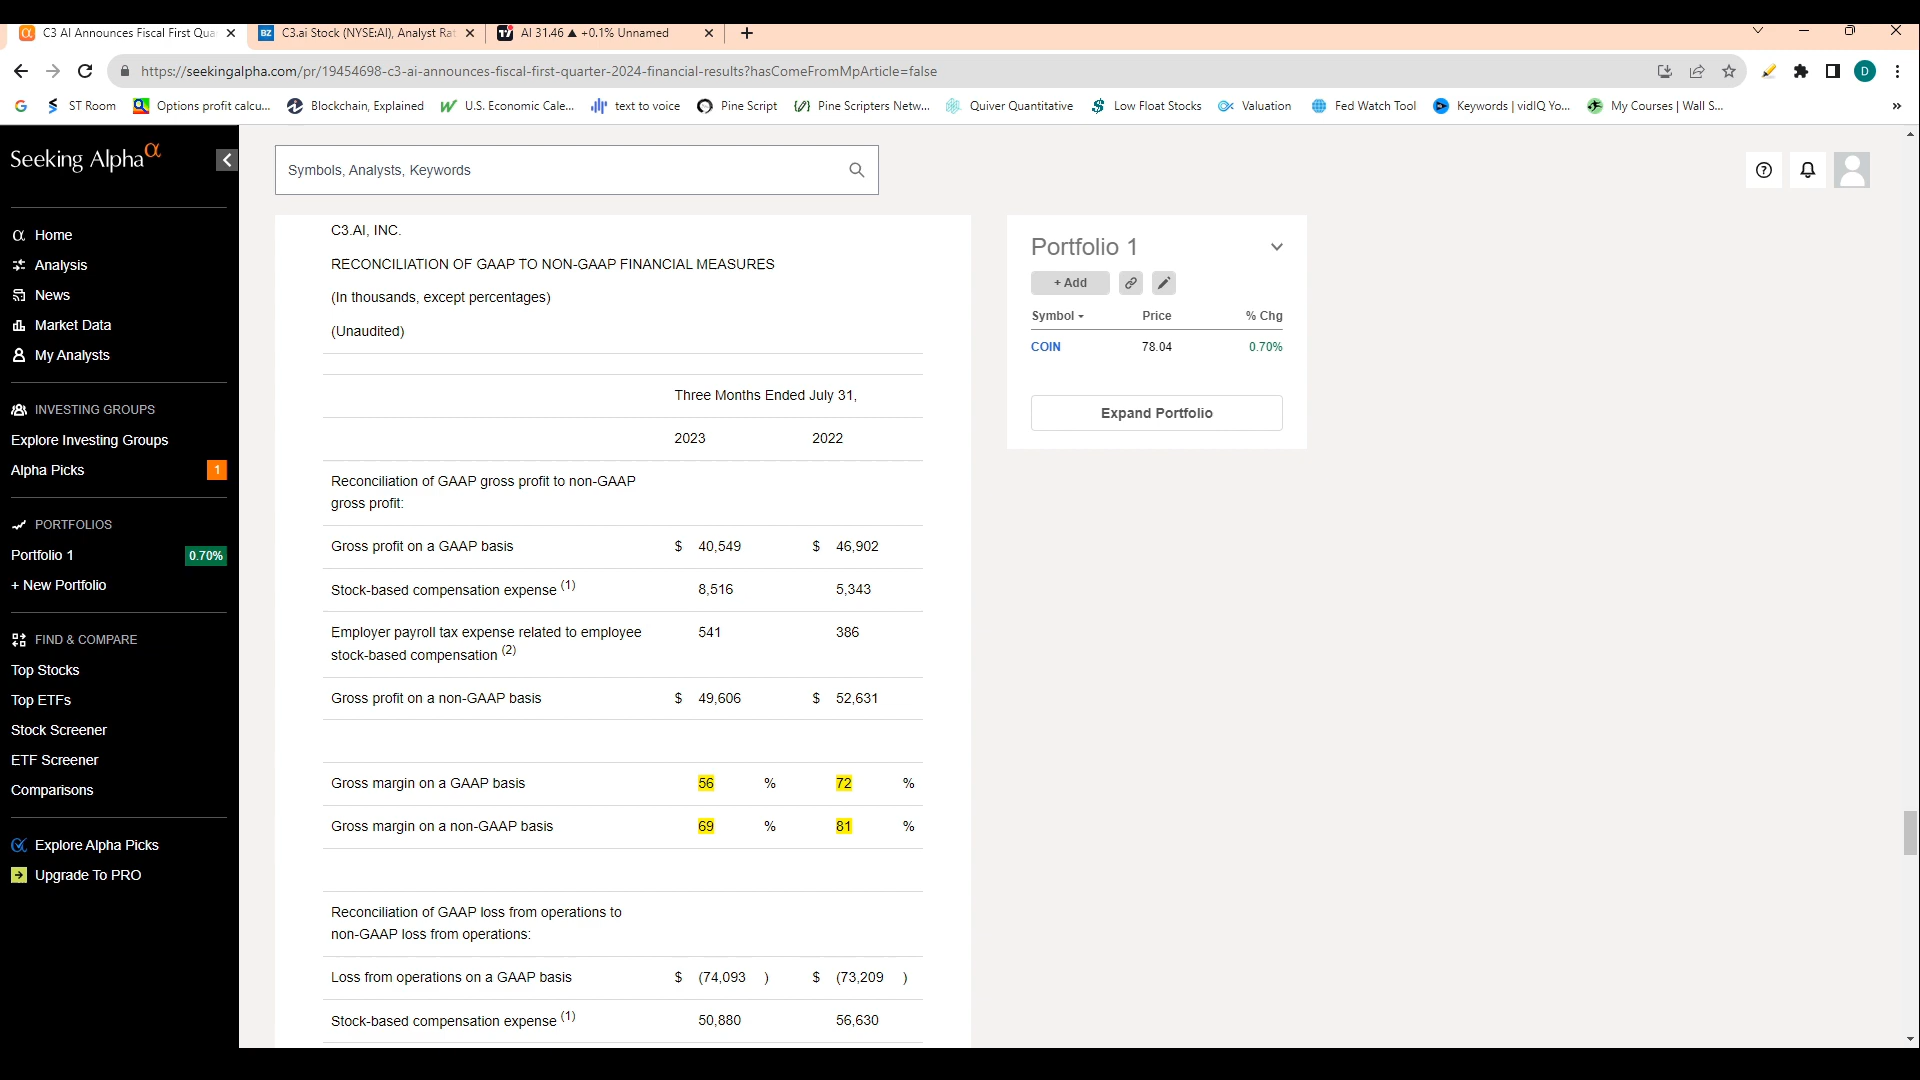 C3 AI Announces Fiscal First Qua
C3.ai Stock (NYSE:AI), Analyst Rat
AI 31.46 ▲ +0.1% Unnamed
https://seekingalpha.com/pr/19454698-c3-ai-announces-fiscal-first-quarter-2024-financial-results?hasComeFromMpArticle=false
D
ST Room Options profit calcu... Blockchain, Explained U.S. Economic Cale... text to voice Pine Script Pine Scripters Netw... Quiver Quantitative Low Float Stocks Valuation Fed Watch Tool Keywords | vidIQ Yo... My Courses | Wall S... »
Seeking Alpha α
Home
Analysis
News
Market Data
My Analysts
INVESTING GROUPS
Explore Investing Groups
Alpha Picks 1
PORTFOLIOS
Portfolio 1 0.70%
+ New Portfolio
FIND & COMPARE
Top Stocks
Top ETFs
Stock Screener
ETF Screener
Comparisons
Explore Alpha Picks
Upgrade To PRO
Symbols, Analysts, Keywords
C3.AI, INC.
RECONCILIATION OF GAAP TO NON-GAAP FINANCIAL MEASURES
(In thousands, except percentages)
(Unaudited)
Three Months Ended July 31,
2023 2022
Reconciliation of GAAP gross profit to non-GAAP
gross profit:
Gross profit on a GAAP basis $ 40,549 $ 46,902
Stock-based compensation expense (1) 8,516 5,343
Employer payroll tax expense related to employee 541 386
stock-based compensation (2)
Gross profit on a non-GAAP basis $ 49,606 $ 52,631
Gross margin on a GAAP basis 56 % 72 %
Gross margin on a non-GAAP basis 69 % 81 %
Reconciliation of GAAP loss from operations to
non-GAAP loss from operations:
Loss from operations on a GAAP basis $ (74,093 ) $ (73,209 )
Stock-based compensation expense (1) 50,880 56,630
Portfolio 1
+ Add
Symbol Price % Chg
COIN 78.04 0.70%
Expand Portfolio